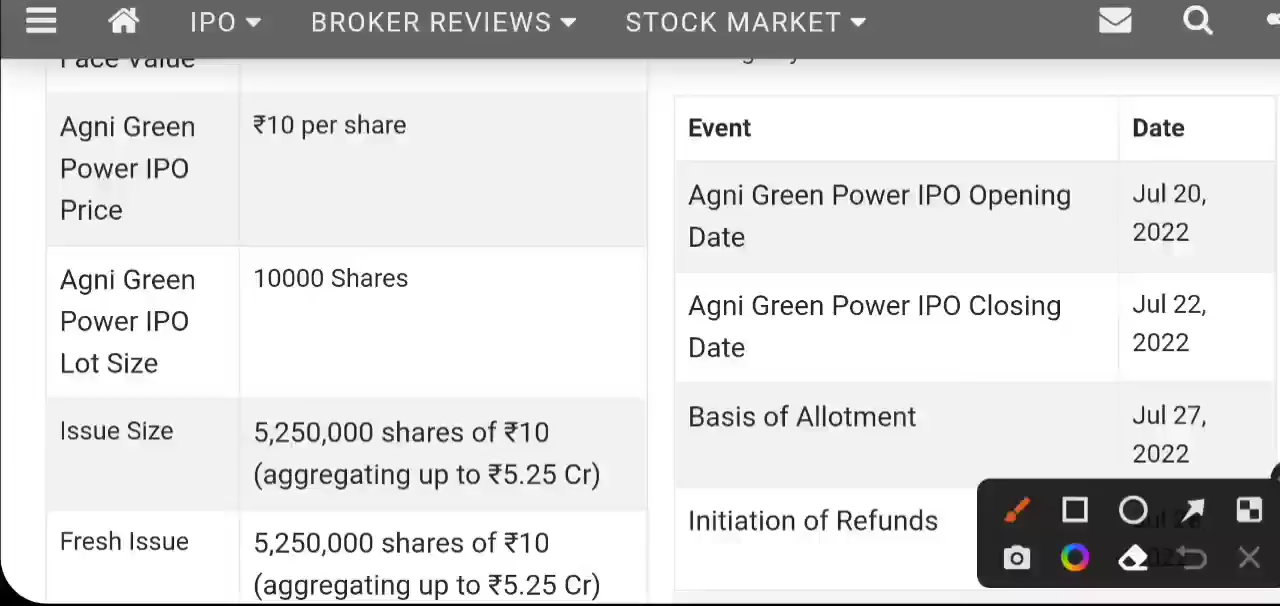 IPO BROKER REVIEWS STOCK MARKET
Face Value
Agni Green
Power IPO
Price
₹10 per share
Agni Green
Power IPO
Lot Size
10000 Shares
Issue Size
5,250,000 shares of ₹10
(aggregating up to ₹5.25 Cr)
Fresh Issue
5,250,000 shares of ₹10
(aggregating up to ₹5.25 Cr)
Event
Date
Agni Green Power IPO Opening
Date
Jul 20,
2022
Agni Green Power IPO Closing
Date
Jul 22,
2022
Basis of Allotment
Jul 27,
2022
Initiation of Refunds